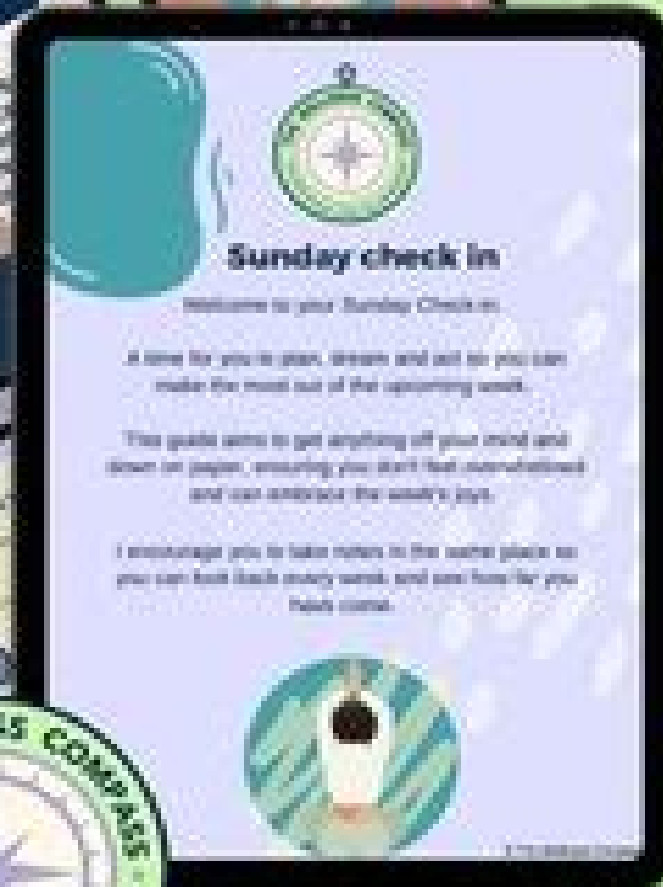 Sunday check in
Welcome to your Sunday Check-in.
A time for you to plan, dream and act so you can
make the most out of the upcoming week.
This guide aims to get anything off your mind and
down on paper, ensuring you don't feel overwhelmed
and can embrace the week's joys.
I encourage you to take notes in the same place so
you can look back every week and see how far you
have come.
COMPASS